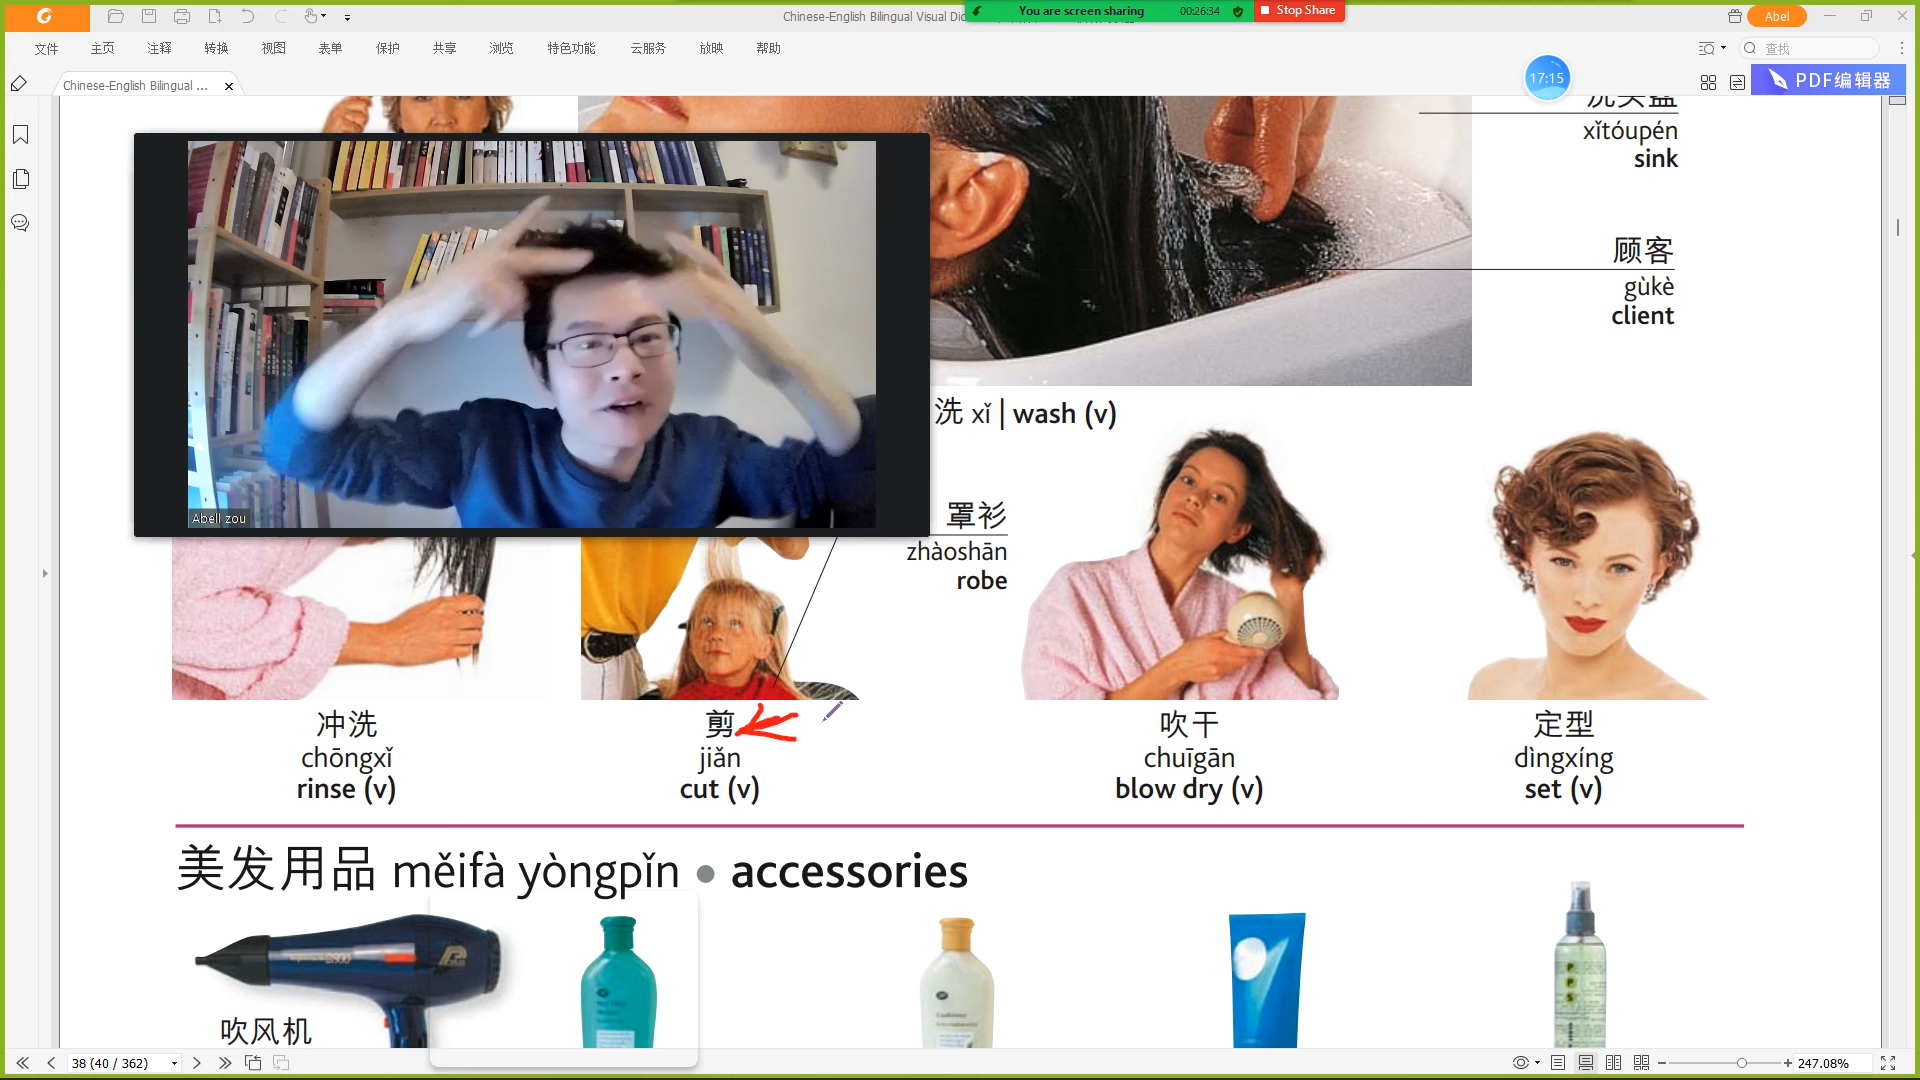 Chinese-English Bilingual Visual Dic
You are screen sharing
00:26:34
Stop Share
Abel
文件
主页
注释
转换
视图
表单
保护
共享
浏览
特色功能
云服务
放映
帮助
查找
Chinese-English Bilingual ...
17:15
PDF编辑器
洗头盆
xǐtóupén
sink
顾客
gùkè
client
Abell zou
洗 xǐ | wash (v)
罩衫
zhàoshān
robe
冲洗
chōngxǐ
rinse (v)
剪
jiǎn
cut (v)
吹干
chuīgān
blow dry (v)
定型
dìngxíng
set (v)
美发用品 měifà yòngpǐn ● accessories
吹风机
38 (40 / 362)
247.08%